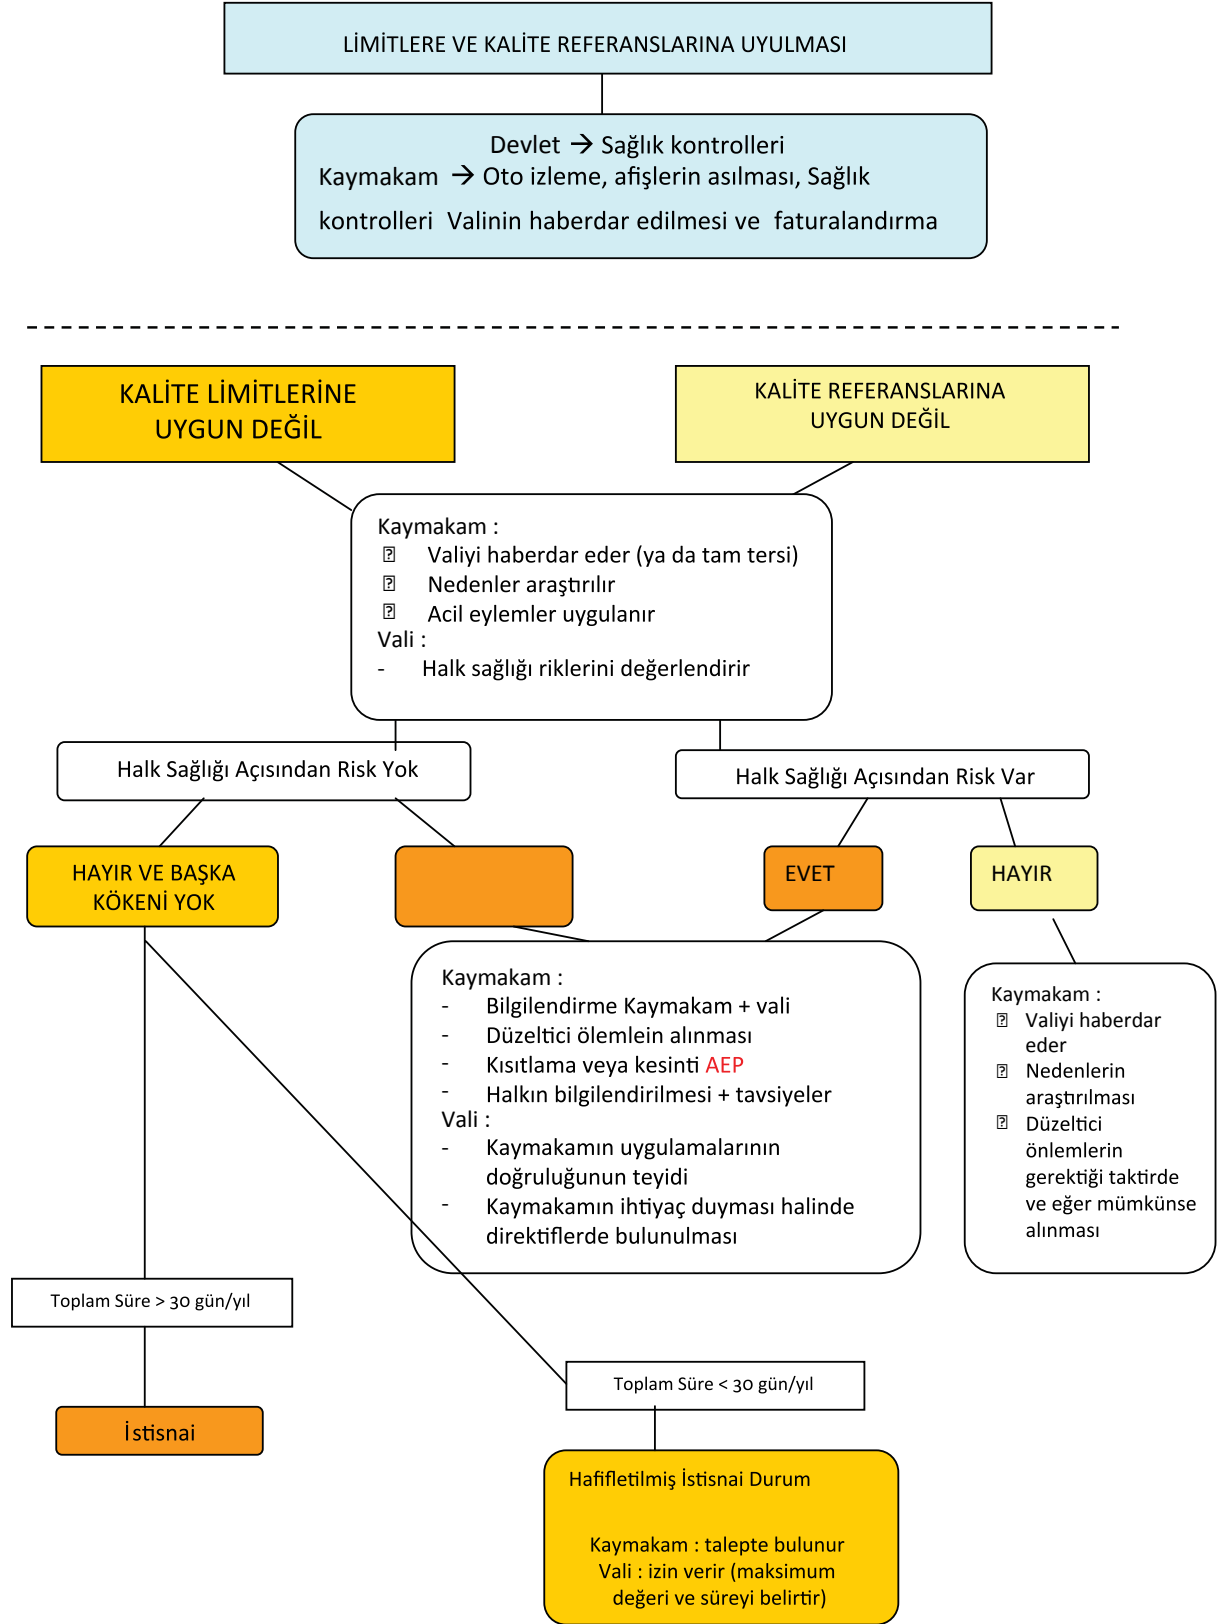 LİMİTLERE VE KALİTE REFERANSLARINA UYULMASI
Devlet → Sağlık kontrolleri
Kaymakam → Oto izleme, afişlerin asılması, Sağlık
kontrolleri Valinin haberdar edilmesi ve faturalandırma
KALİTE LİMİTLERİNE
UYGUN DEĞİL
KALİTE REFERANSLARINA
UYGUN DEĞİL
Kaymakam :
Valiyi haberdar eder (ya da tam tersi)
Nedenler araştırılır
Acil eylemler uygulanır
Vali :
- Halk sağlığı riklerini değerlendirir
Halk Sağlığı Açısından Risk Yok
Halk Sağlığı Açısından Risk Var
HAYIR VE BAŞKA
KÖKENİ YOK
EVET
HAYIR
Kaymakam :
- Bilgilendirme Kaymakam + vali
- Düzeltici ölemlein alınması
- Kısıtlama veya kesinti AEP
- Halkın bilgilendirilmesi + tavsiyeler
Vali :
- Kaymakamın uygulamalarının
doğruluğunun teyidi
- Kaymakamın ihtiyaç duyması halinde
direktiflerde bulunulması
Kaymakam :
Valiyi haberdar
eder
Nedenlerin
araştırılması
Düzeltici
önlemlerin
gerektiği taktirde
ve eğer mümkünse
alınması
Toplam Süre > 30 gün/yıl
Toplam Süre < 30 gün/yıl
İstisnai
Hafifletilmiş İstisnai Durum
Kaymakam : talepte bulunur
Vali : izin verir (maksimum
değeri ve süreyi belirtir)